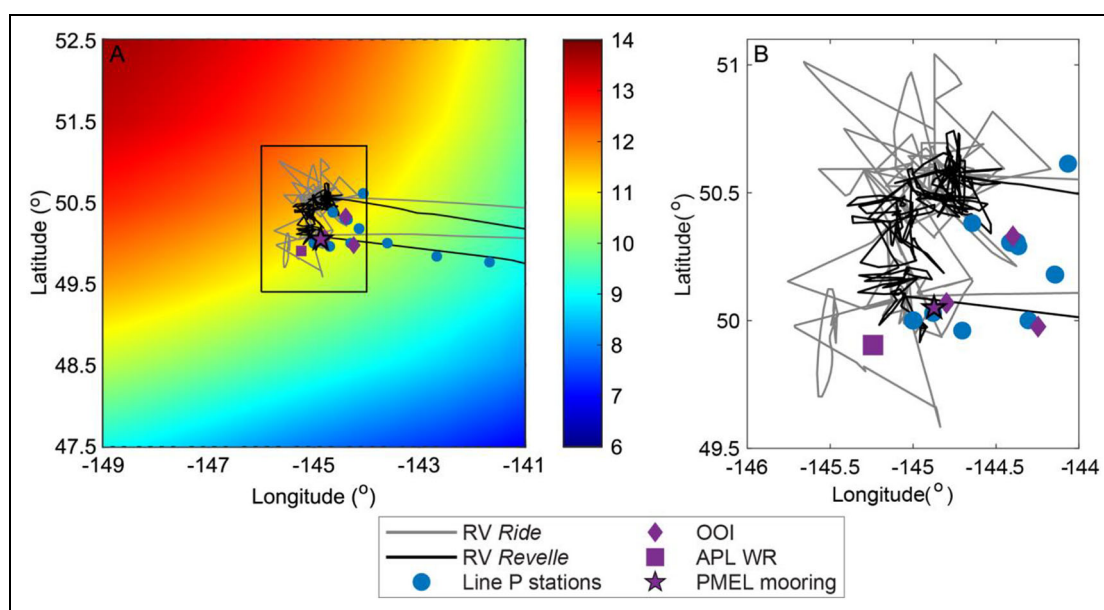 A
52.5
51.5
50.5
49.5
48.5
47.5
Latitude (o)
-149
-147
-145
-143
-141
Longitude (o)
14
13
12
11
10
9
8
7
6
B
51
50.5
50
49.5
Latitude(o)
-146
-145.5
-145
-144.5
-144
Longitude(o)
RV Ride
RV Revelle
Line P stations
OOI
APL WR
PMEL mooring